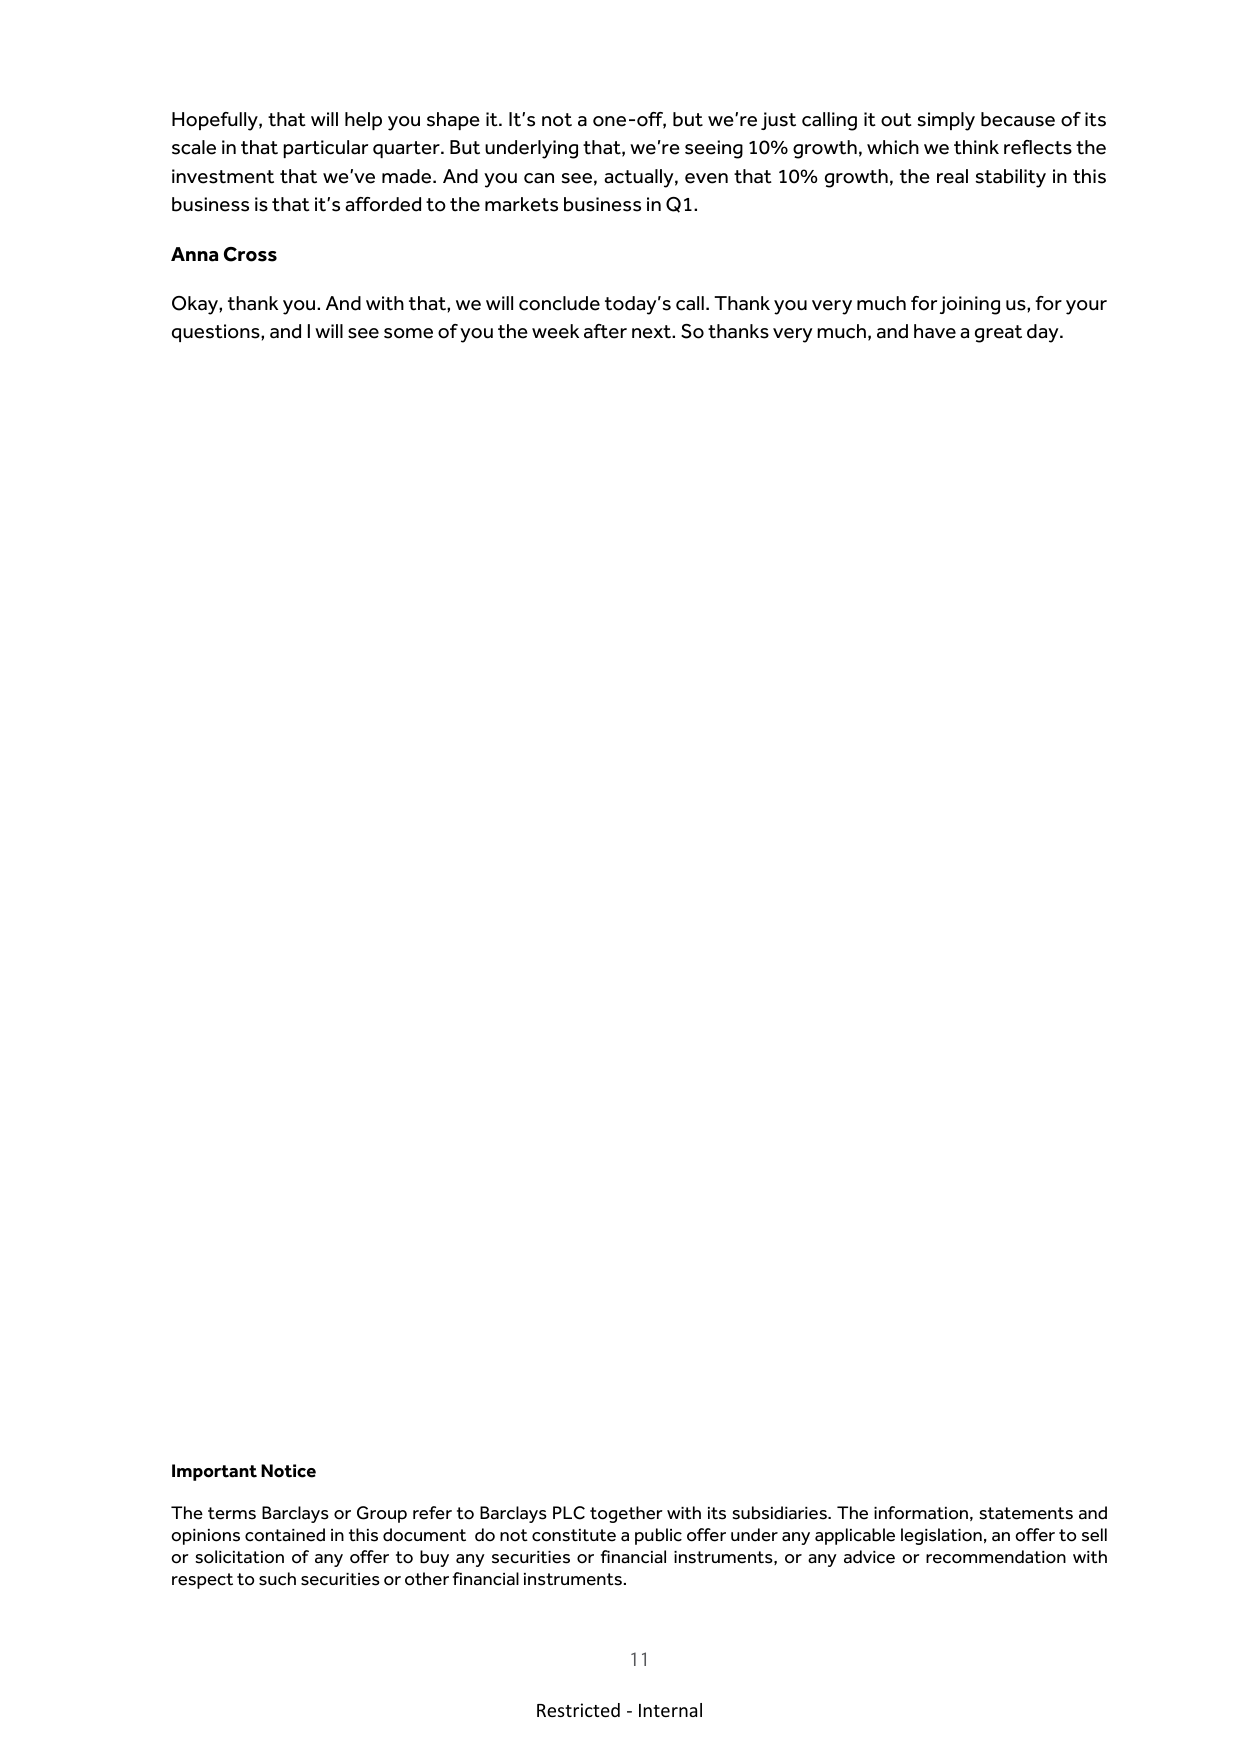 Hopefully, that will help you shape it. It’s not a one-off, but we’re just calling it out simply because of its
scale in that particular quarter. But underlying that, we’re seeing 10% growth, which we think reflects the
investment that we’ve made. And you can see, actually, even that 10% growth, the real stability in this
business is that it’s afforded to the markets business in Q1.
Anna Cross
Okay, thank you. And with that, we will conclude today’s call. Thank you very much for joining us, for your
questions, and I will see some of you the week after next. So thanks very much, and have a great day.
Important Notice
The terms Barclays or Group refer to Barclays PLC together with its subsidiaries. The information, statements and
opinions contained in this document do not constitute a public offer under any applicable legislation, an offer to sell
or solicitation of any offer to buy any securities or financial instruments, or any advice or recommendation with
respect to such securities or other financial instruments.
11
Restricted - Internal